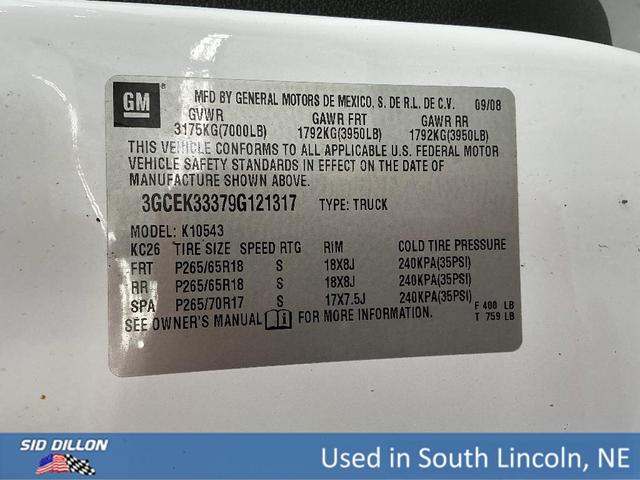 GM
MFD BY GENERAL MOTORS DE MEXICO, S. DE R.L. DE C.V. 09/08
GVWR GAWR FRT GAWR RR
3175KG(7000LB) 1792KG(3950LB) 1792KG(3950LB)
THIS VEHICLE CONFORMS TO ALL APPLICABLE U.S. FEDERAL MOTOR
VEHICLE SAFETY STANDARDS IN EFFECT ON THE DATE OF
MANUFACTURE SHOWN ABOVE.
3GCEK33379G121317 TYPE: TRUCK
MODEL: K10543
KC26 TIRE SIZE SPEED RTG RIM COLD TIRE PRESSURE
FRT P265/65R18 S 18X8J 240KPA(35PSI)
RR P265/65R18 S 18X8J 240KPA(35PSI)
SPA P265/70R17 S 17X7.5J 240KPA(35PSI)
F 400 LB
SEE OWNER'S MANUAL FOR MORE INFORMATION. T 759 LB
SID DILLON
Used in South Lincoln, NE